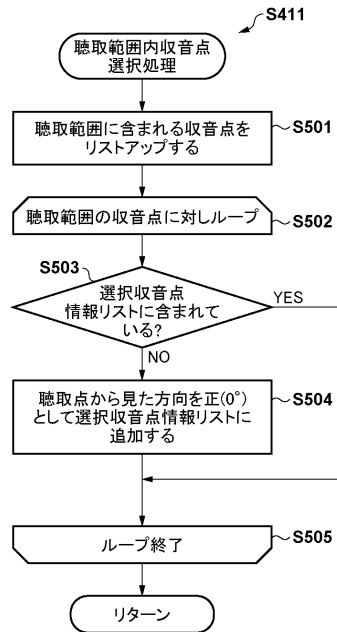 S411
聴取範囲内収音点
選択処理
聴取範囲に含まれる収音点を
リストアップする
S501
聴取範囲の収音点に対しループ
S502
S503
選択収音点
情報リストに含まれて
いる?
YES
NO
聴取点から見た方向を正(0°)
として選択収音点情報リストに
追加する
S504
ループ終了
S505
リターン